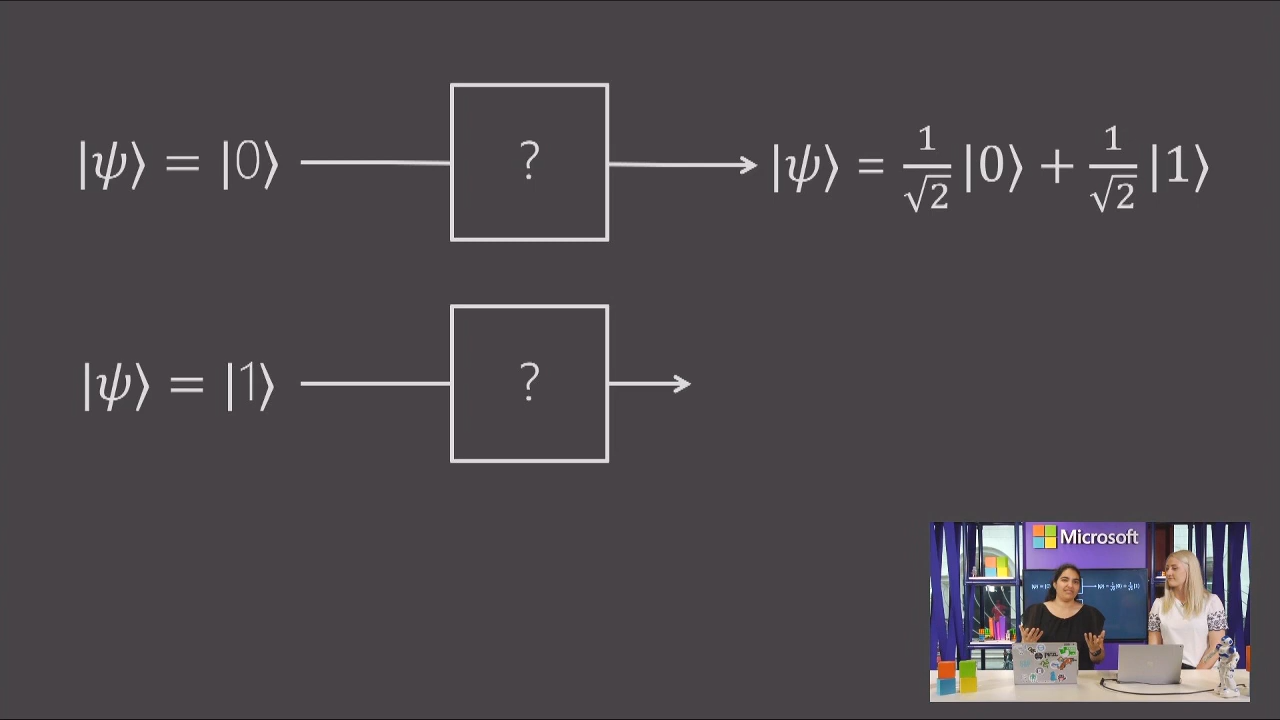 |ψ⟩ = |0⟩ ? |ψ⟩ = 1/√2 |0⟩ + 1/√2 |1⟩
|ψ⟩ = |1⟩ ?
Microsoft